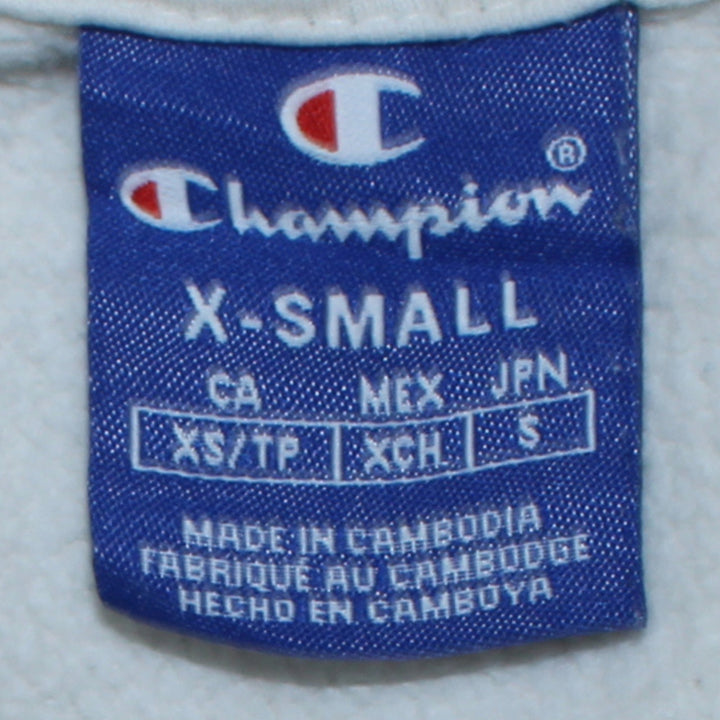 Champion®
X-SMALL
CA MEX JPN
XS/TP XCH S
MADE IN CAMBODIA
FABRIQUÉ AU CAMBODGE
HECHO EN CAMBOYA